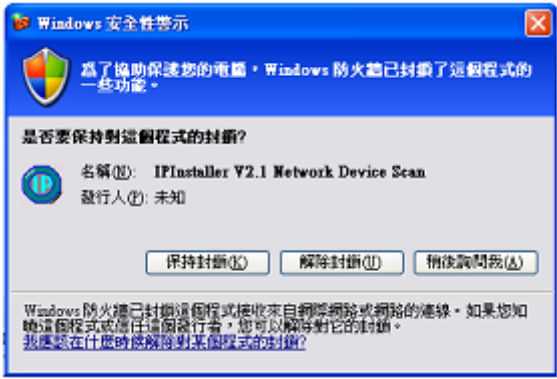 Windows 安全性警示
為了協助保護您的電腦，Windows 防火牆已封鎖了這個程式的
一些功能。
是否要保持對這個程式的封鎖?
名稱(N): IPInstaller V2.1 Network Device Scan
IP
發行人(P): 未知
保持封鎖(K) 解除封鎖(U) 稍後詢問我(A)
Windows 防火牆已封鎖這個程式接收來自網際網路或網路的連線。如果您知
曉這個程式或信任這個發行者，您可以解除對它的封鎖。
我應該在什麼時候解除對某個程式的封鎖?